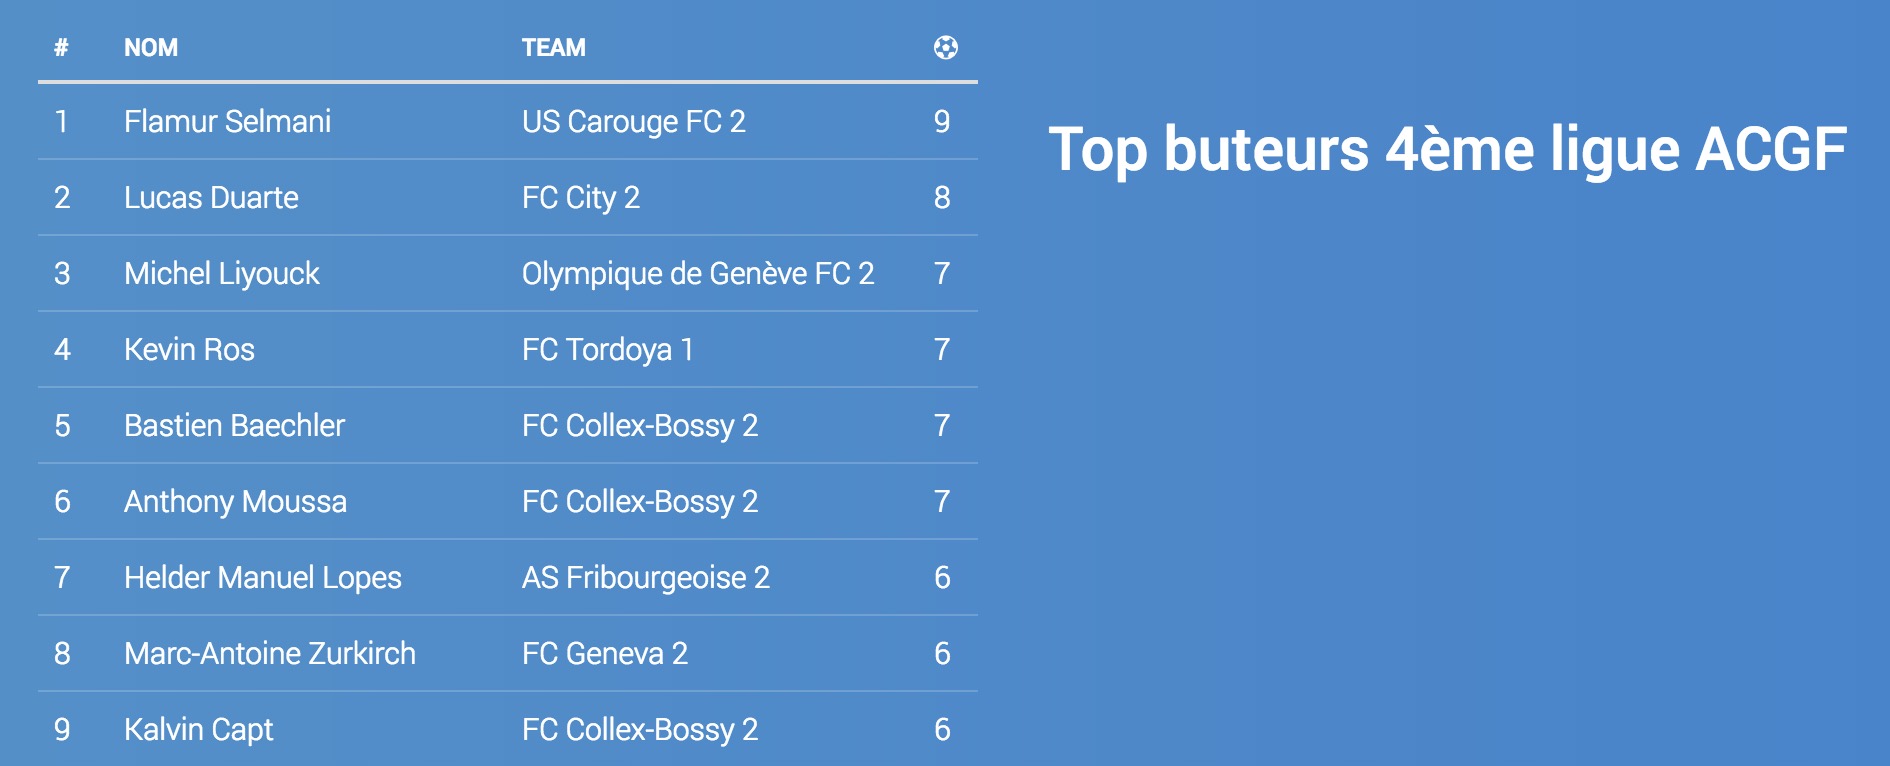 # NOM TEAM
1 Flamur Selmani US Carouge FC 2 9
2 Lucas Duarte FC City 2 8
3 Michel Liyouck Olympique de Genève FC 2 7
4 Kevin Ros FC Tordoya 1 7
5 Bastien Baechler FC Collex-Bossy 2 7
6 Anthony Moussa FC Collex-Bossy 2 7
7 Helder Manuel Lopes AS Fribourgeoise 2 6
8 Marc-Antoine Zurkirch FC Geneva 2 6
9 Kalvin Capt FC Collex-Bossy 2 6
Top buteurs 4ème ligue ACGF